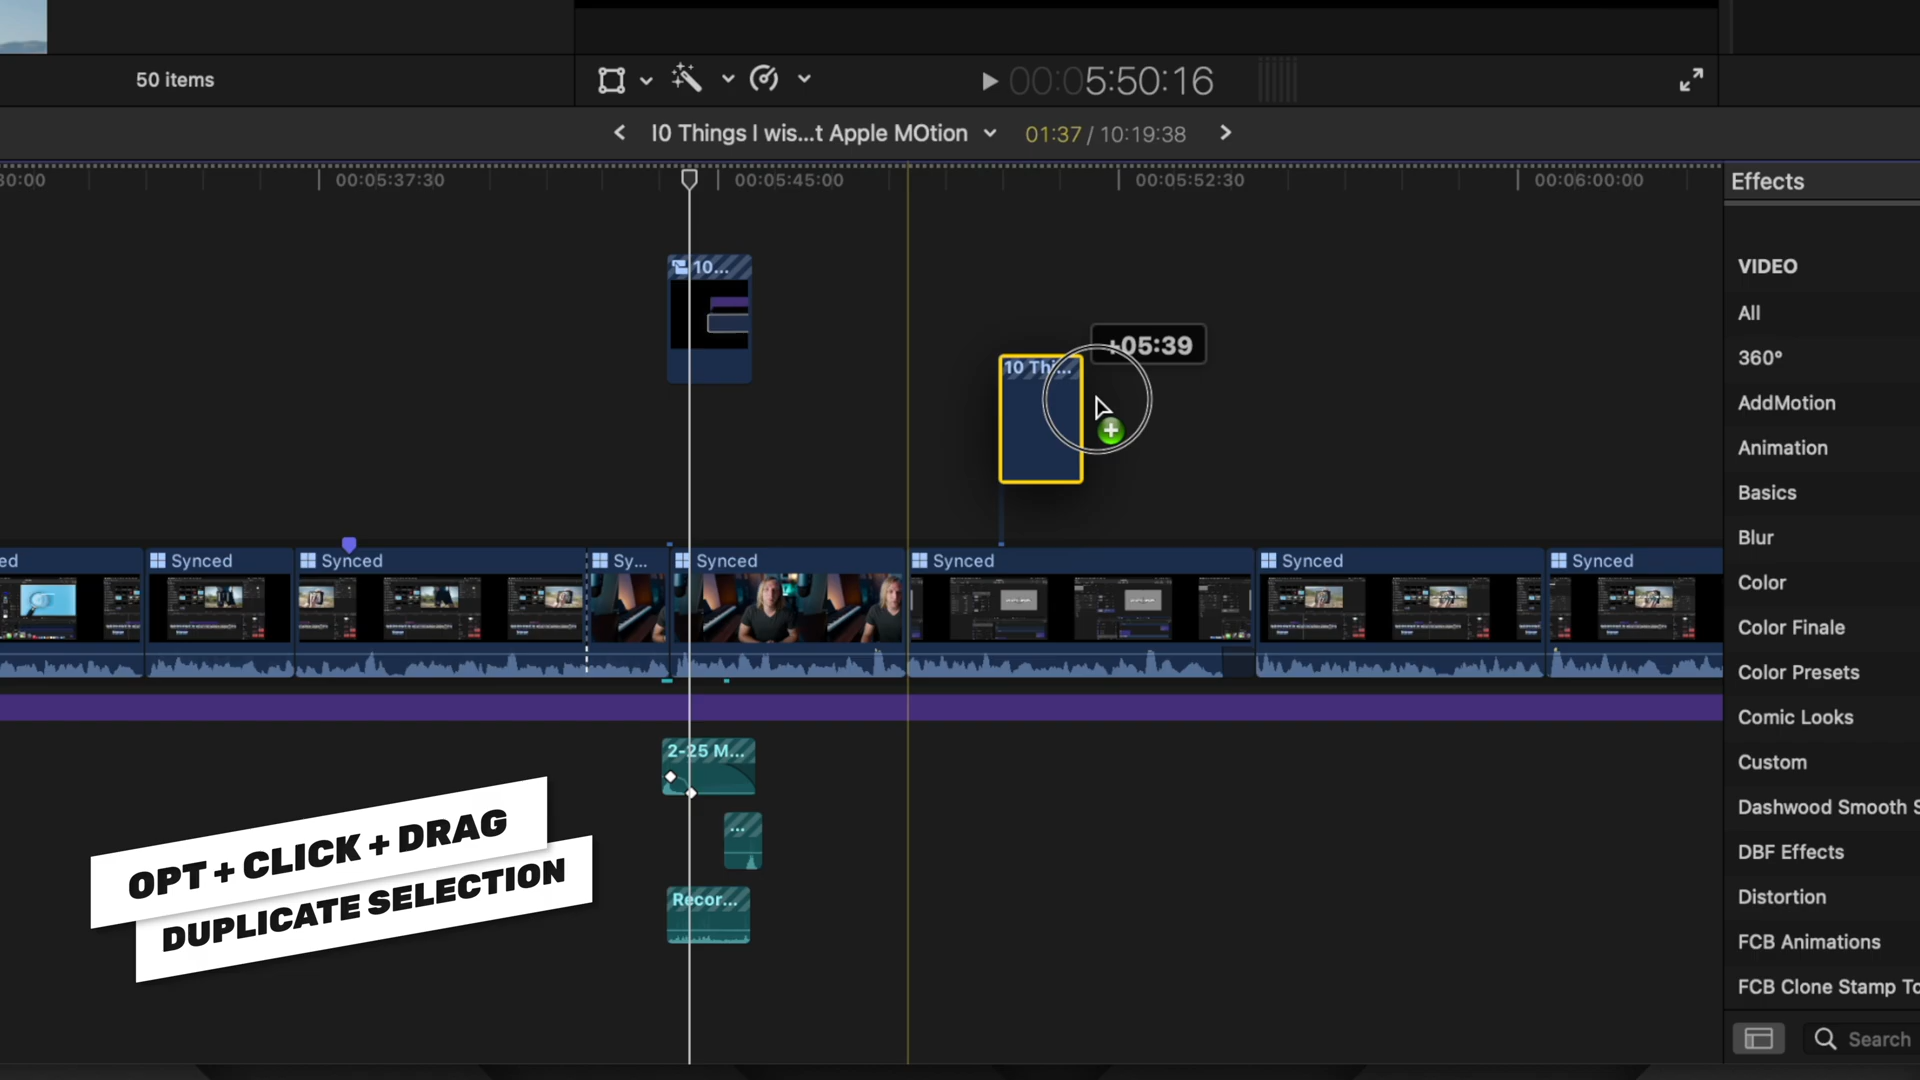 50 items
00:05:50:16
10 Things I wis...t Apple MOtion
01:37 / 10:19:38
30:00
00:05:37:30
00:05:45:00
00:05:52:30
00:06:00:00
Effects
10...
+05:39
10 Thi...
ed
Synced
Synced
Sy...
Synced
Synced
Synced
Synced
2-25 M...
...
Recor...
OPT + CLICK + DRAG
DUPLICATE SELECTION
VIDEO
All
360°
AddMotion
Animation
Basics
Blur
Color
Color Finale
Color Presets
Comic Looks
Custom
Dashwood Smooth S
DBF Effects
Distortion
FCB Animations
FCB Clone Stamp To
Search